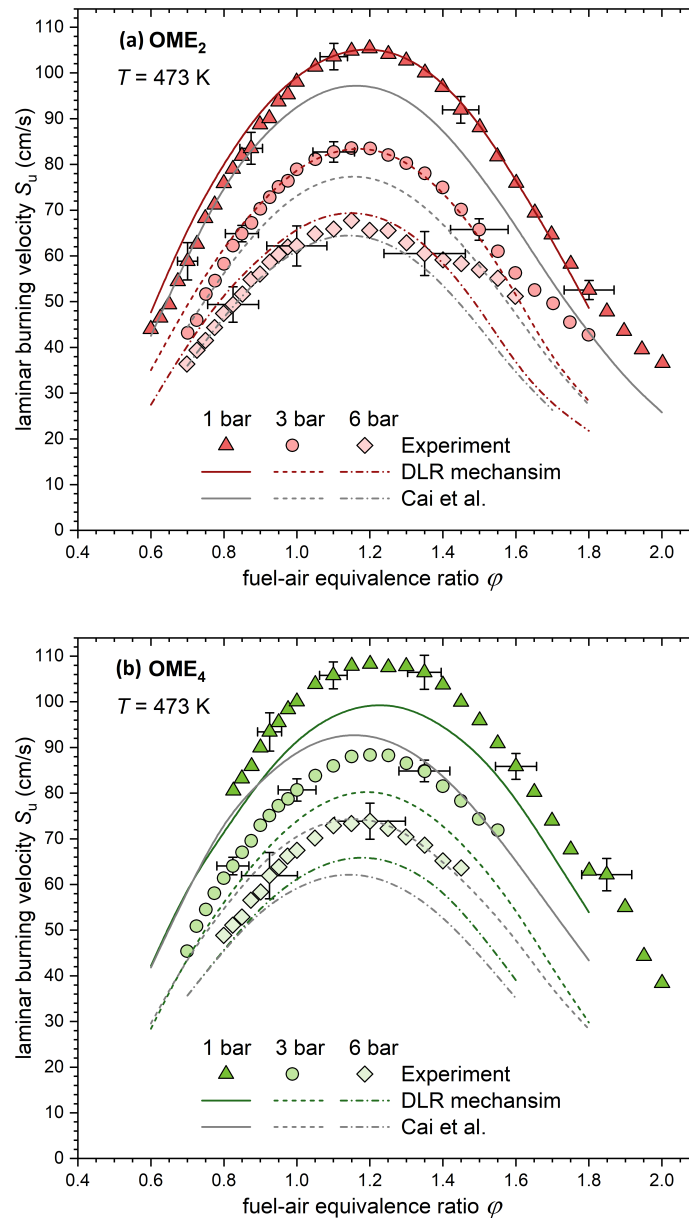 (a) OME2
T = 473 K
laminar burning velocity Su (cm/s)
110
100
90
80
70
60
50
40
30
20
10
0
1 bar 3 bar 6 bar
Experiment
DLR mechansim
Cai et al.
0.4 0.6 0.8 1.0 1.2 1.4 1.6 1.8 2.0
fuel-air equivalence ratio φ
(b) OME4
T = 473 K
laminar burning velocity Su (cm/s)
110
100
90
80
70
60
50
40
30
20
10
0
1 bar 3 bar 6 bar
Experiment
DLR mechansim
Cai et al.
0.4 0.6 0.8 1.0 1.2 1.4 1.6 1.8 2.0
fuel-air equivalence ratio φ